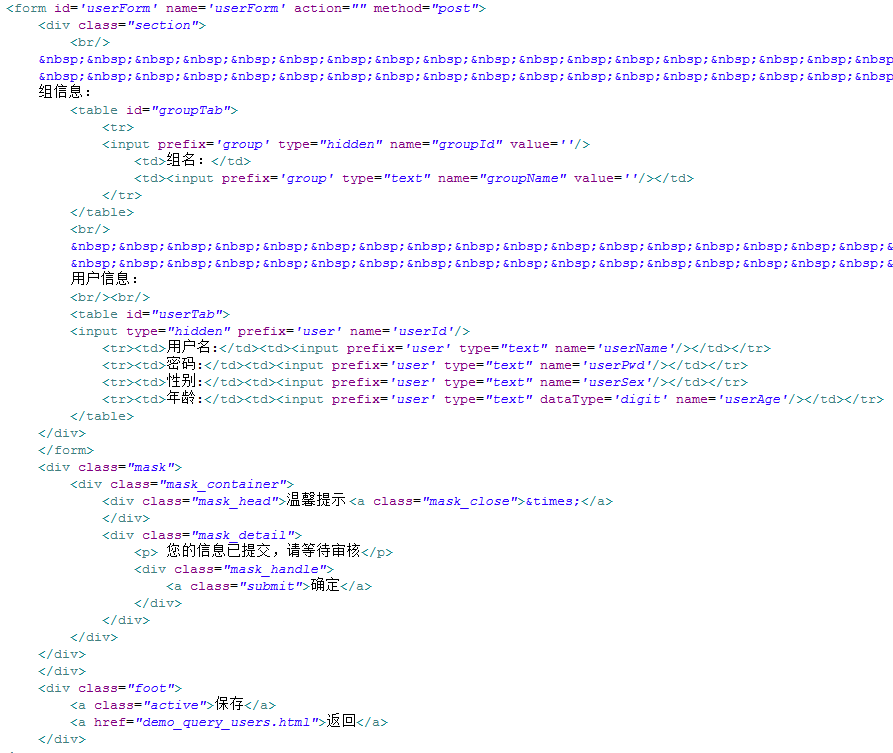 <form id='userForm' name='userForm' action="" method="post">
<div class="section">
<br/>
&nbsp;&nbsp;&nbsp;&nbsp;&nbsp;&nbsp;&nbsp;&nbsp;&nbsp;&nbsp;&nbsp;&nbsp;&nbsp;&nbsp;&nbsp;&nbsp;&nbsp;&nbsp
&nbsp;&nbsp;&nbsp;&nbsp;&nbsp;&nbsp;&nbsp;&nbsp;&nbsp;&nbsp;&nbsp;&nbsp;&nbsp;&nbsp;&nbsp;&nbsp;&nbsp;&nbsp
组信息：
<table id="groupTab">
<tr>
<input prefix='group' type="hidden" name="groupId" value=''/>
<td>组名：</td>
<td><input prefix='group' type="text" name="groupName" value=''/></td>
</tr>
</table>
<br/>
&nbsp;&nbsp;&nbsp;&nbsp;&nbsp;&nbsp;&nbsp;&nbsp;&nbsp;&nbsp;&nbsp;&nbsp;&nbsp;&nbsp;&nbsp;&nbsp;&nbsp;&
&nbsp;&nbsp;&nbsp;&nbsp;&nbsp;&nbsp;&nbsp;&nbsp;&nbsp;&nbsp;&nbsp;&nbsp;&nbsp;&nbsp;&nbsp;&nbsp;&nbsp;&
用户信息：
<br/><br/>
<table id="userTab">
<input type="hidden" prefix='user' name='userId'/>
<tr><td>用户名:</td><td><input prefix='user' type="text" name='userName'/></td></tr>
<tr><td>密码:</td><td><input prefix='user' type="text" name='userPwd'/></td></tr>
<tr><td>性别:</td><td><input prefix='user' type="text" name='userSex'/></td></tr>
<tr><td>年龄:</td><td><input prefix='user' type="text" dataType='digit' name='userAge'/></td></tr>
</table>
</div>
</form>
<div class="mask">
<div class="mask_container">
<div class="mask_head">温馨提示<a class="mask_close">&times;</a>
</div>
<div class="mask_detail">
<p> 您的信息已提交，请等待审核</p>
<div class="mask_handle">
<a class="submit">确定</a>
</div>
</div>
</div>
</div>
</div>
<div class="foot">
<a class="active">保存</a>
<a href="demo_query_users.html">返回</a>
</div>